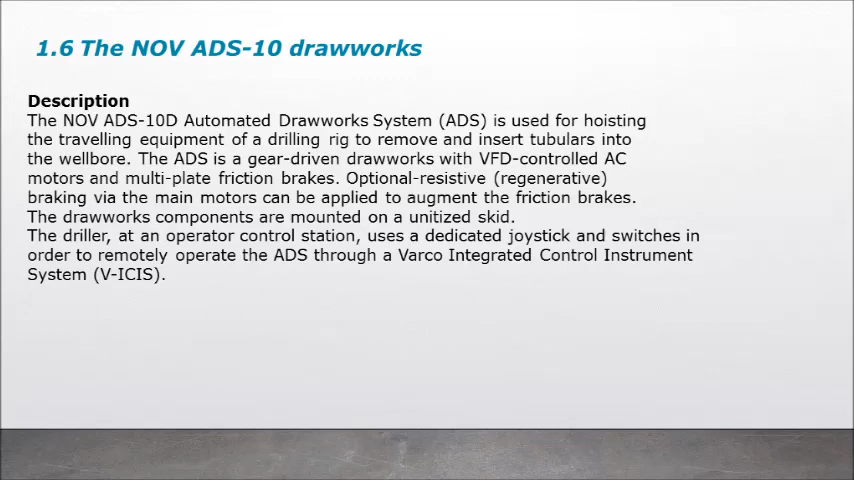 1.6 The NOV ADS-10 drawworks
Description
The NOV ADS-10D Automated Drawworks System (ADS) is used for hoisting
the travelling equipment of a drilling rig to remove and insert tubulars into
the wellbore. The ADS is a gear-driven drawworks with VFD-controlled AC
motors and multi-plate friction brakes. Optional-resistive (regenerative)
braking via the main motors can be applied to augment the friction brakes.
The drawworks components are mounted on a unitized skid.
The driller, at an operator control station, uses a dedicated joystick and switches in
order to remotely operate the ADS through a Varco Integrated Control Instrument
System (V-ICIS).